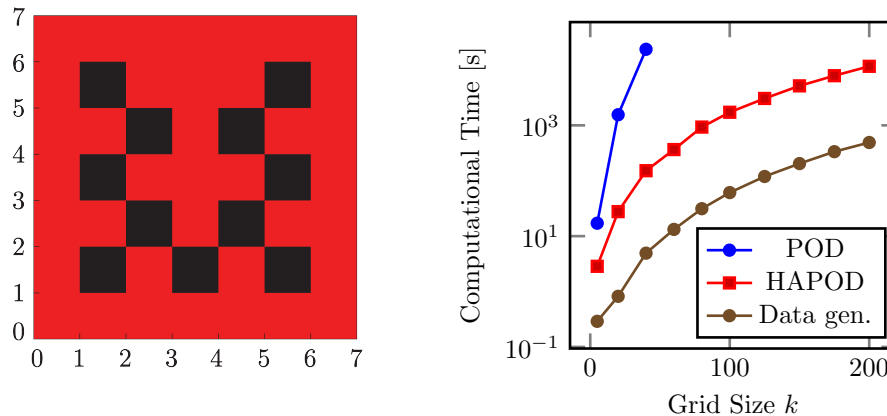 7
6
5
4
3
2
1
0
0 1 2 3 4 5 6 7
Computational Time [s]
10^3
10^1
10^−1
POD
HAPOD
Data gen.
0 100 200
Grid Size k